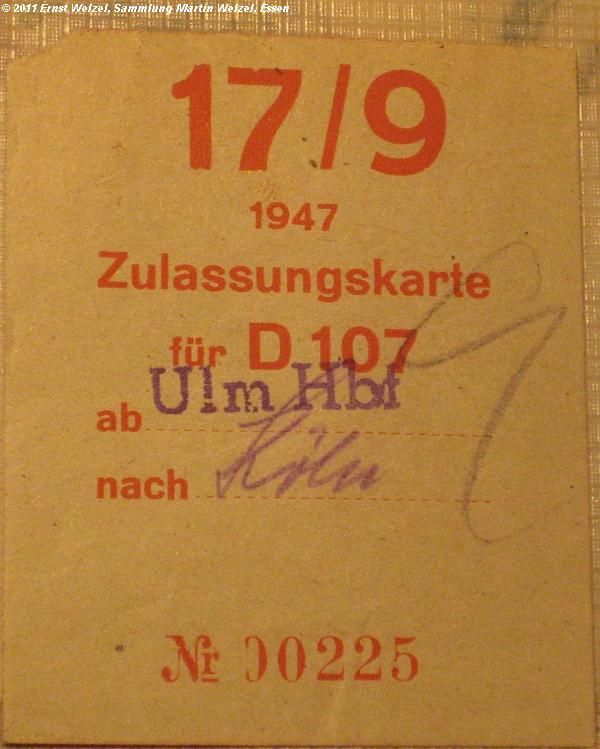 © 2011 Ernst Welzel, Sammlung Martin Welzel, Essen
17/9
1947
Zulassungskarte
für D 107
Ulm Hbf
ab
nach Köln
Nr 00225